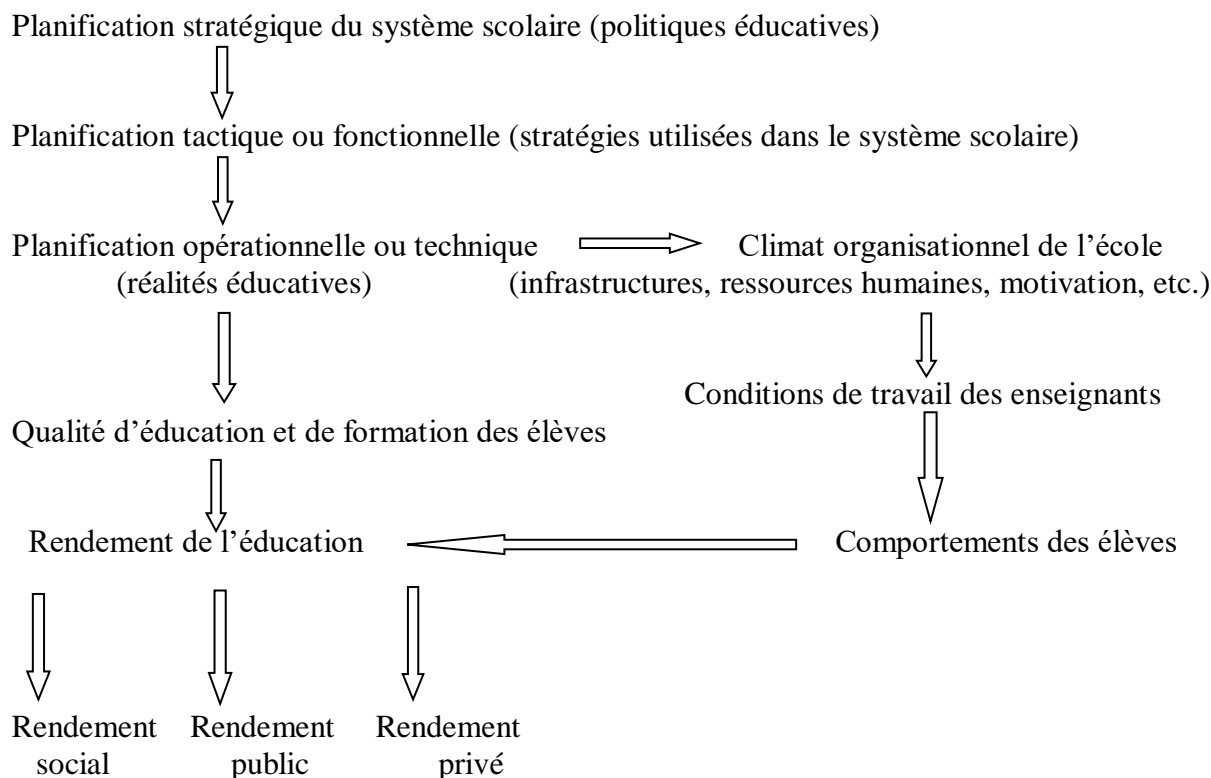 Planification stratégique du système scolaire (politiques éducatives)
Planification tactique ou fonctionnelle (stratégies utilisées dans le système scolaire)
Planification opérationnelle ou technique
(réalités éducatives)
Climat organisationnel de l’école
(infrastructures, ressources humaines, motivation, etc.)
Conditions de travail des enseignants
Qualité d’éducation et de formation des élèves
Rendement de l’éducation
Comportements des élèves
Rendement
social
Rendement
public
Rendement
privé